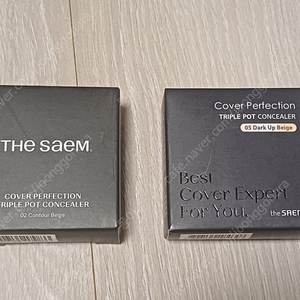 THE SAEM.
COVER PERFECTION
TRIPLE POT CONCEALER
02 Contour Beige
Cover Perfection
TRIPLE POT CONCEALER
05 Dark Up Beige
Best
Cover Expert
For You.
the SAEM